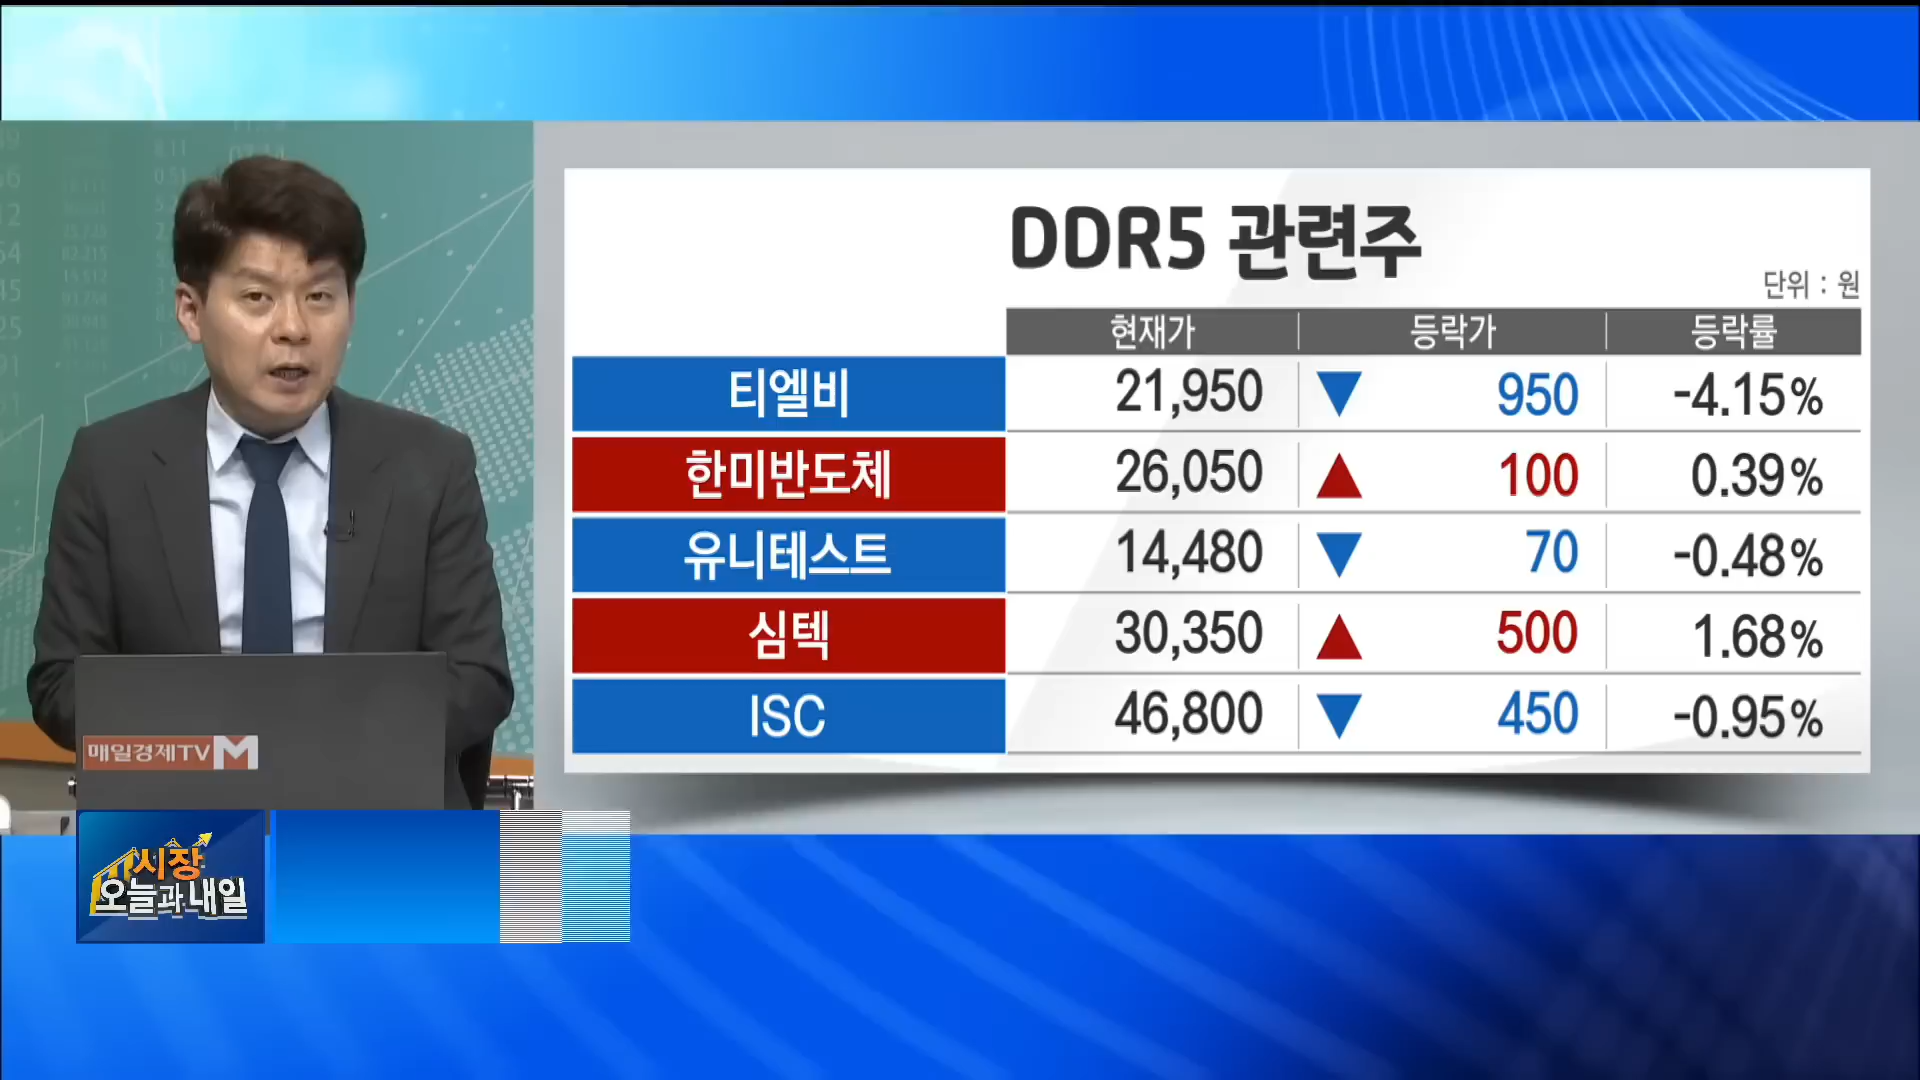 DDR5 관련주
단위 : 원
현재가 등락가 등락률
티엘비 21,950 ▼ 950 -4.15%
한미반도체 26,050 ▲ 100 0.39%
유니테스트 14,480 ▼ 70 -0.48%
심텍 30,350 ▲ 500 1.68%
ISC 46,800 ▼ 450 -0.95%
매일경제TV M
시장
오늘과 내일